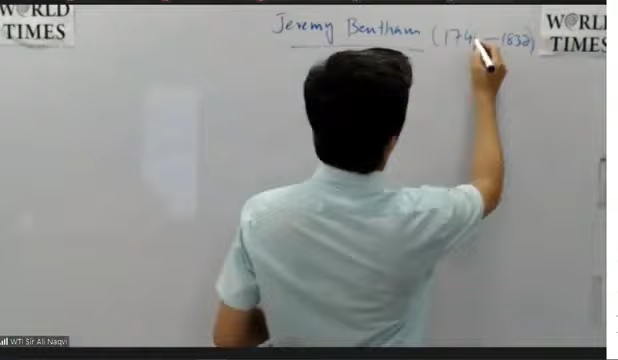 WORLD
TIMES
Jeremy Bentham (174 -1832)
WORLD
TIMES
WTI Sir Ali Naqvi